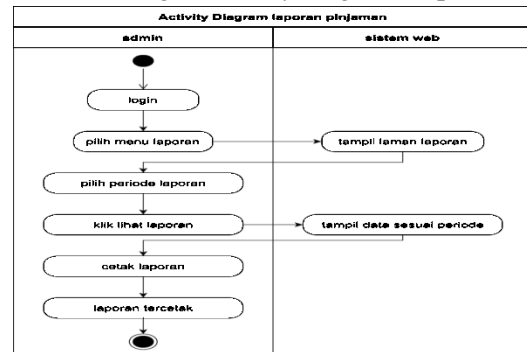 Activity Diagram laporan pinjaman
admin
sistem web
login
pilih menu laporan
tampil laman laporan
pilih periode laporan
klik lihat laporan
tampil data sesuai periode
cetak laporan
laporan tercetak